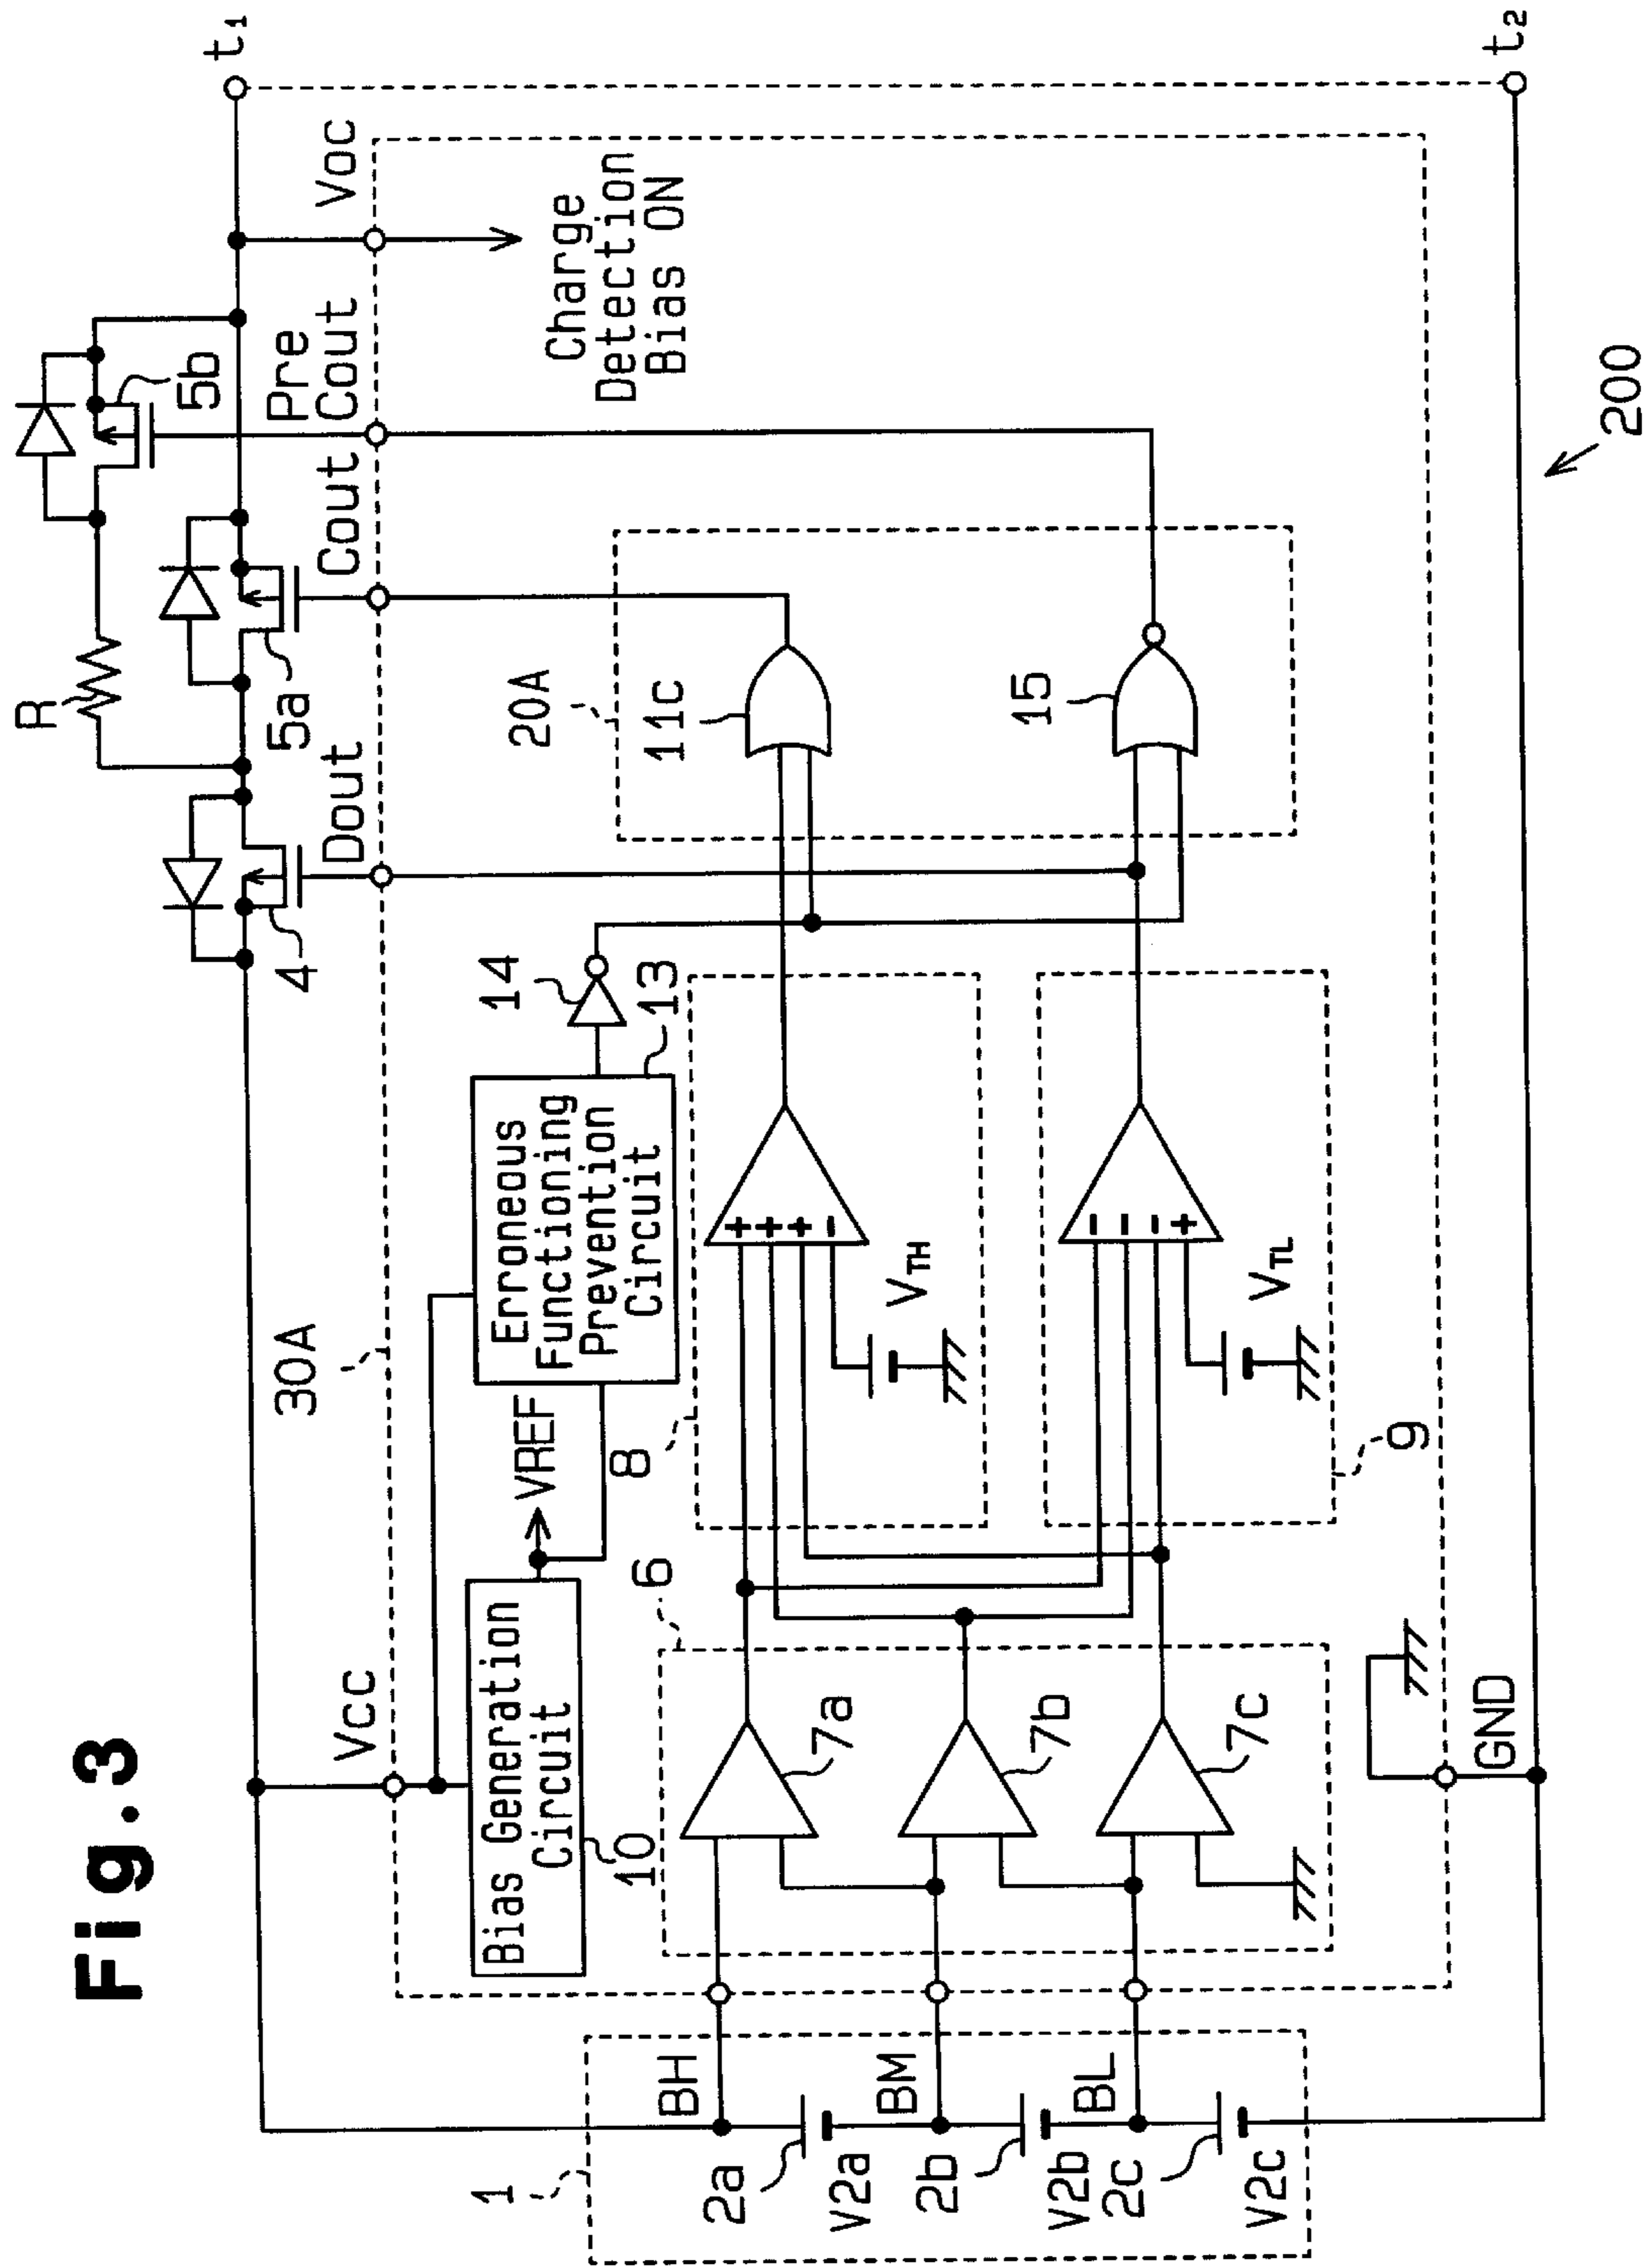 Fig.3
t1
R
5b
5a
4
Vcc
30A
Dout
Cout
Pre
Cout
Voc
Bias Generation
Circuit
10
VREF
Erroneous
Functioning
Prevention
Circuit
14
13
20A
11c
15
Charge
Detection
Bias ON
1
BH
2a
V2a
BM
2b
V2b
BL
2c
V2c
6
7a
7b
7c
8
+
+
+
-
VTH
-
-
-
+
VTL
9
GND
t2
200